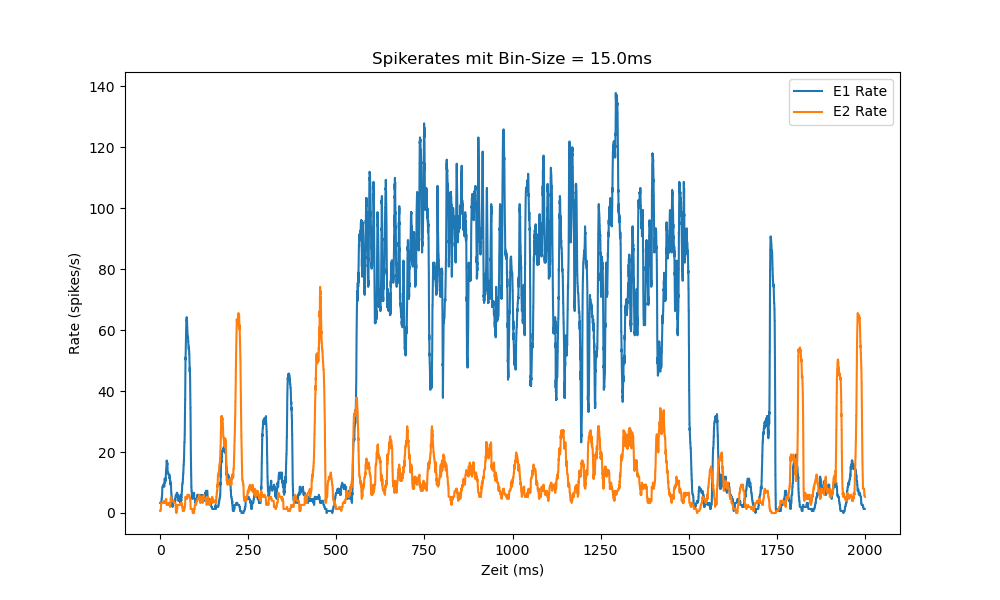 Spikerates mit Bin-Size = 15.0ms
E1 Rate
E2 Rate
140
120
100
80
60
40
20
0
Rate (spikes/s)
0 250 500 750 1000 1250 1500 1750 2000
Zeit (ms)